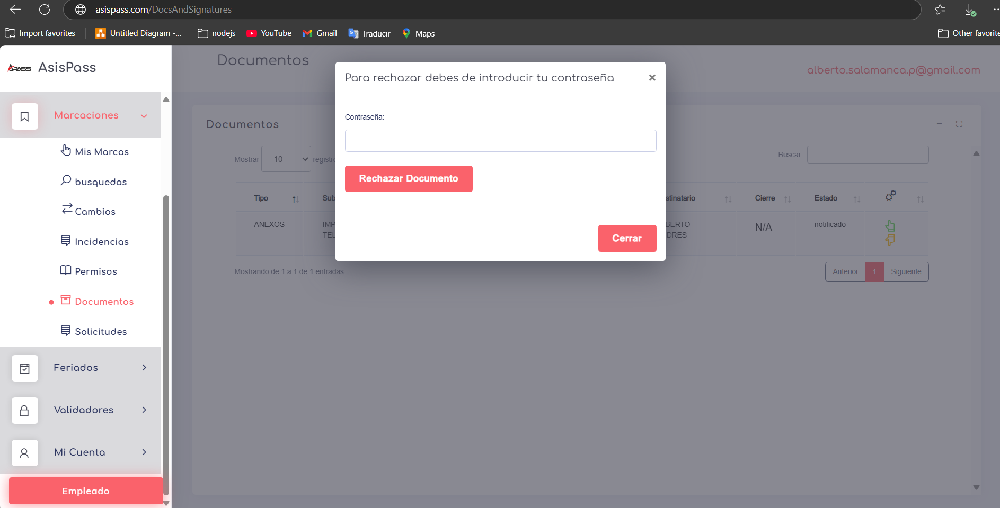 asispass.com/DocsAndSignatures
Import favorites
Untitled Diagram -...
nodejs
YouTube
Gmail
Traducir
Maps
Other favorite
APASS AsisPass
Marcaciones
Mis Marcas
busquedas
Cambios
Incidencias
Permisos
Documentos
Solicitudes
Feriados
Validadores
Mi Cuenta
Empleado
Documentos
alberto.salamanca.p@gmail.com
Documentos
Mostrar 10 registro
Buscar:
Tipo Sub stinatario Cierre Estado
ANEXOS IMP BERTO N/A notificado
TEL DRES
Mostrando de 1 a 1 de 1 entradas
Anterior 1 Siguiente
Para rechazar debes de introducir tu contraseña ×
Contraseña:
Rechazar Documento
Cerrar